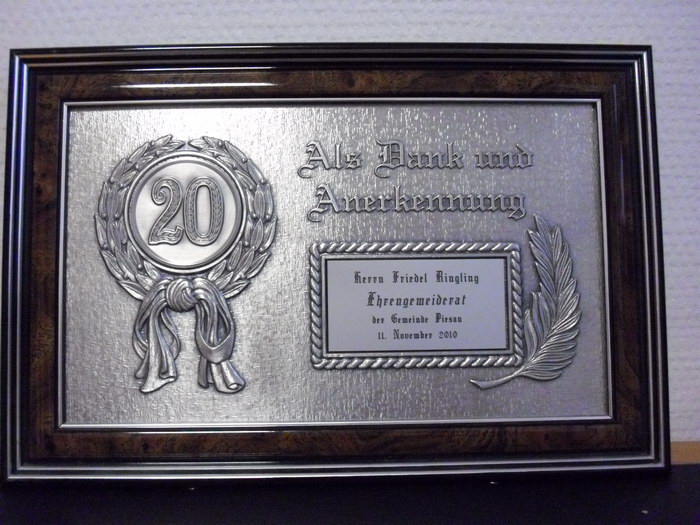 20
Als Dank und
Anerkennung
Herrn Friedel Ringling
Ehrengemeiderat
der Gemeinde Piesau
11. November 2010